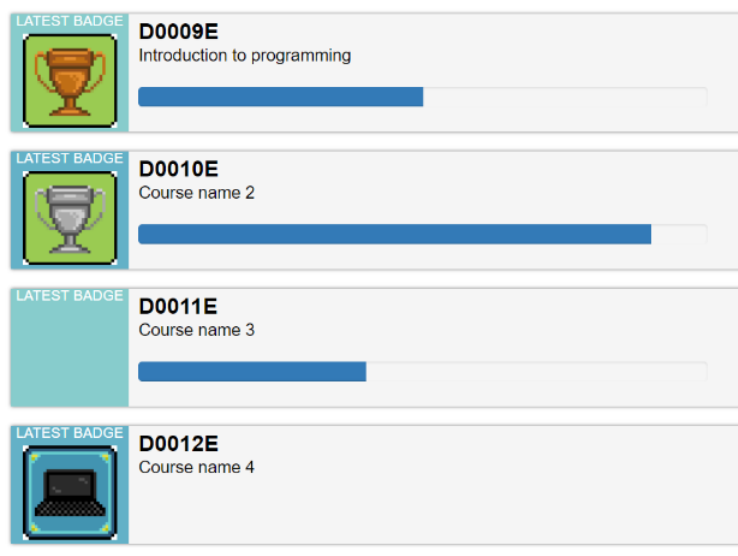 LATEST BADGE
D0009E
Introduction to programming
LATEST BADGE
D0010E
Course name 2
LATEST BADGE
D0011E
Course name 3
LATEST BADGE
D0012E
Course name 4